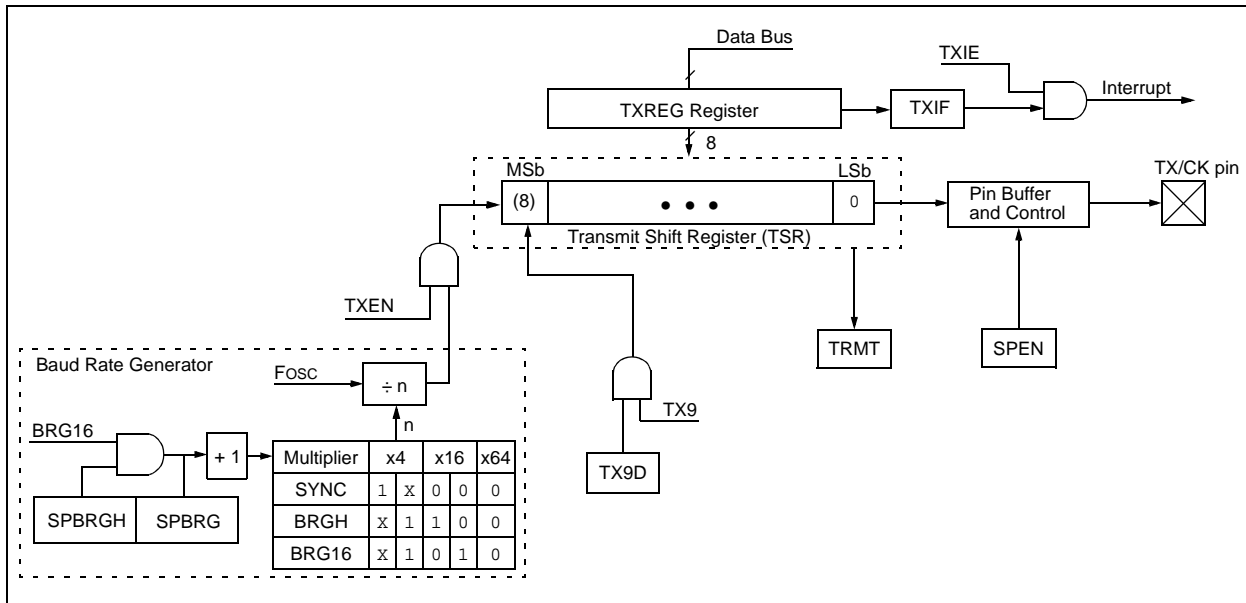 Data Bus
TXIE
Interrupt
TXREG Register
TXIF
8
MSb
LSb
TX/CK pin
(8)
• • •
0
Pin Buffer
and Control
Transmit Shift Register (TSR)
TXEN
TRMT
SPEN
Baud Rate Generator
FOSC
÷ n
n
TX9
BRG16
+ 1
Multiplier x4 x16 x64
TX9D
SYNC 1 X 0 0 0
SPBRGH SPBRG
BRGH X 1 1 0 0
BRG16 X 1 0 1 0